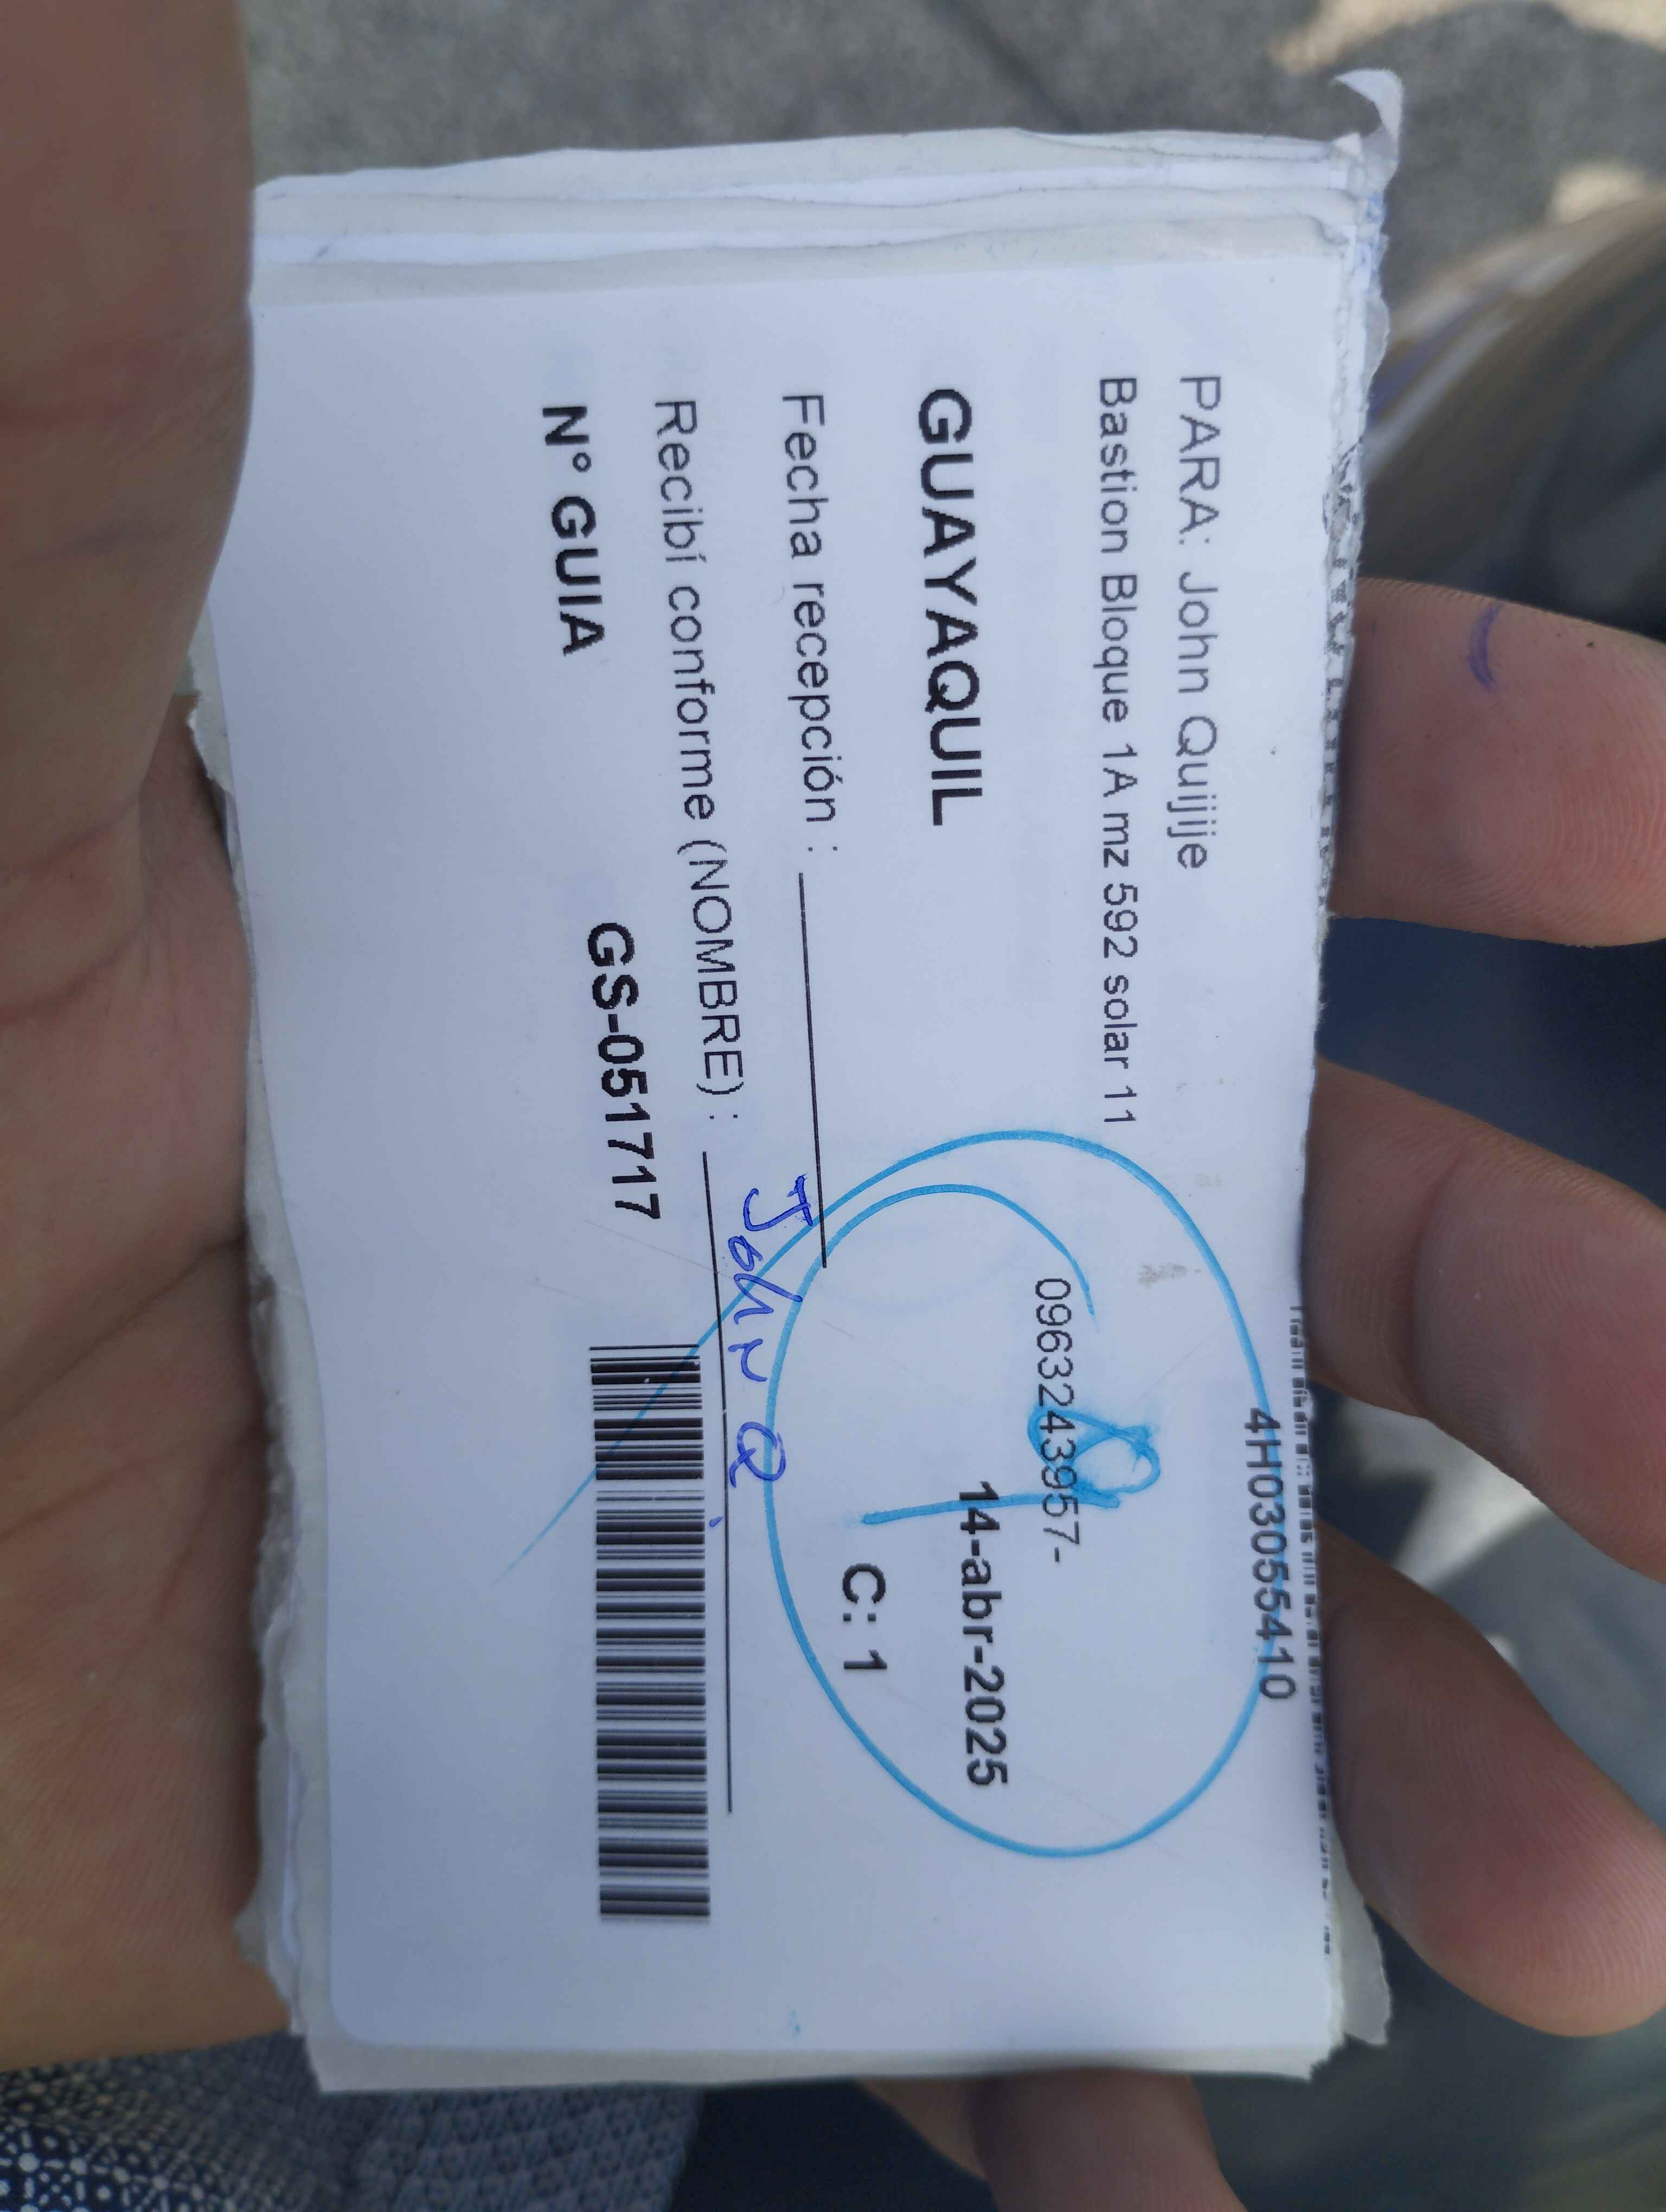 4H03055410
PARA: John Quijije
Bastion Bloque 1A mz 592 solar 11
0963243957-
GUAYAQUIL
14-abr-2025
Fecha recepción :
C: 1
Recibí conforme (NOMBRE) : John Q
N° GUIA GS-051717